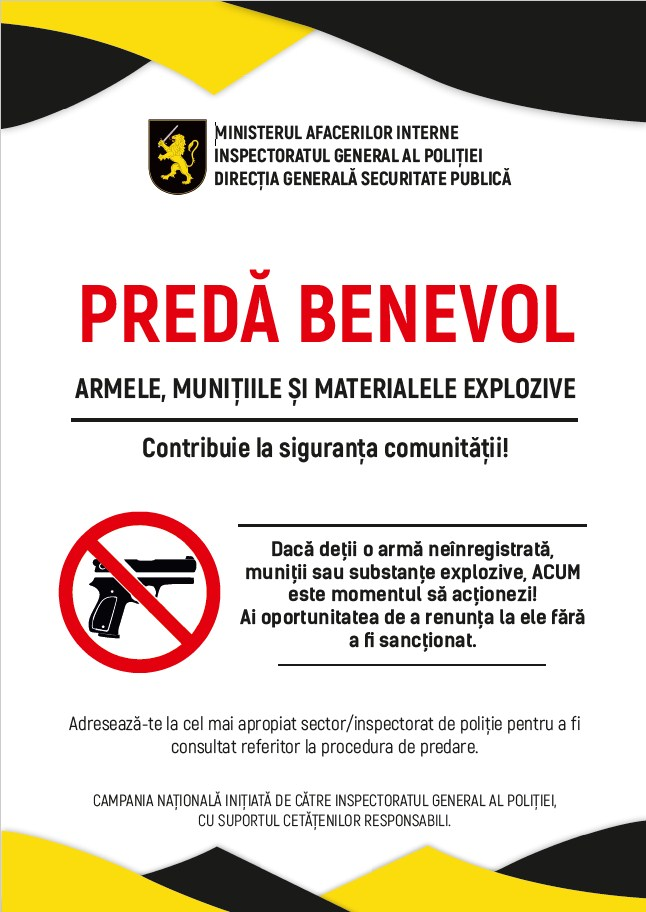 MINISTERUL AFACERILOR INTERNE
INSPECTORATUL GENERAL AL POLIȚIEI
DIRECȚIA GENERALĂ SECURITATE PUBLICĂ
PREDĂ BENEVOL
ARMELE, MUNIȚIILE ȘI MATERIALELE EXPLOZIVE
Contribuie la siguranța comunității!
Dacă deții o armă neînregistrată,
muniții sau substanțe explozive, ACUM
este momentul să acționezi!
Ai oportunitatea de a renunța la ele fără
a fi sancționat.
Adresează-te la cel mai apropiat sector/inspectorat de poliție pentru a fi
consultat referitor la procedura de predare.
CAMPANIA NAȚIONALĂ INIȚIATĂ DE CĂTRE INSPECTORATUL GENERAL AL POLIȚIEI,
CU SUPORTUL CETĂȚENILOR RESPONSABILI.